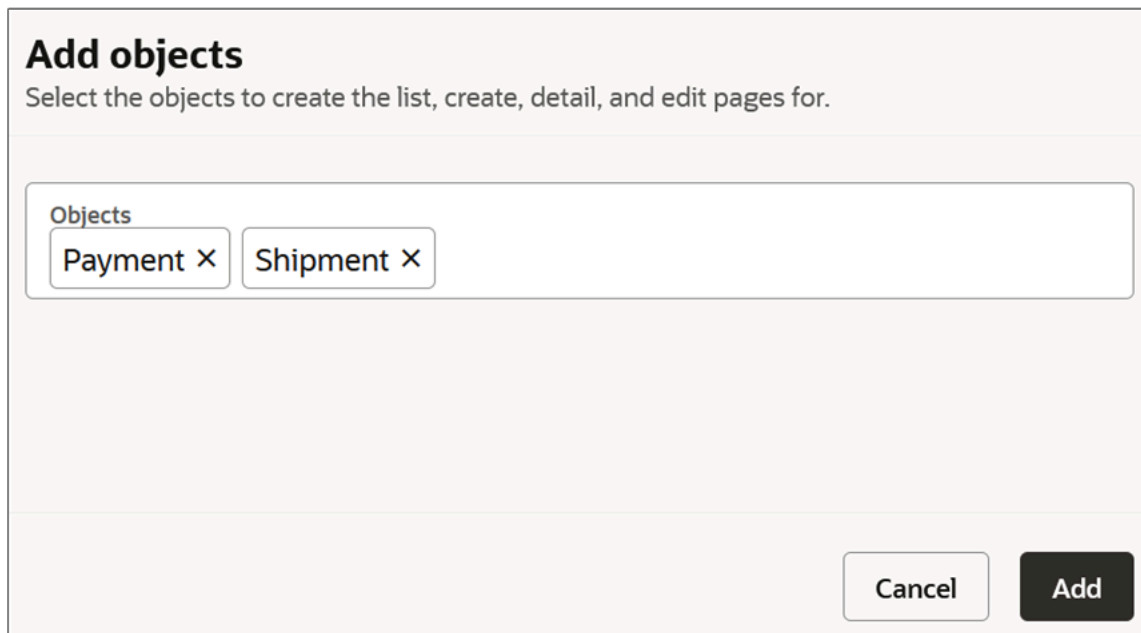 Add objects
Select the objects to create the list, create, detail, and edit pages for.
Objects
Payment × Shipment ×
Cancel Add